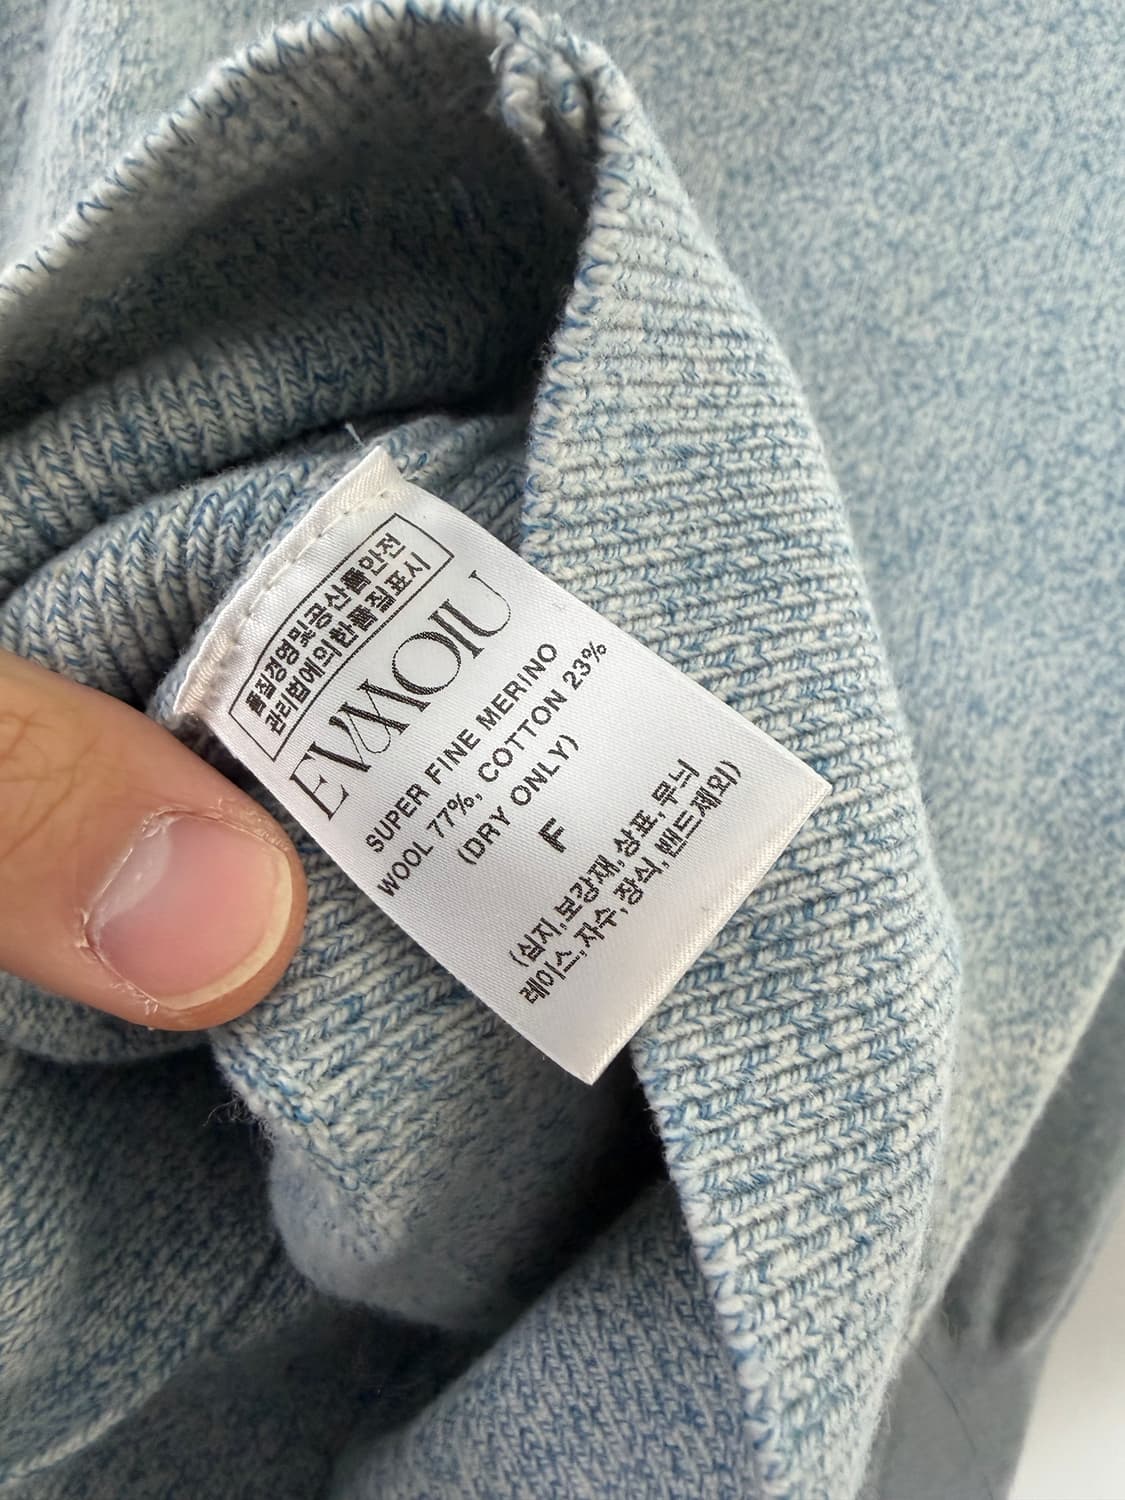 품질경영및공산품안전
관리법에의한품질표시
EVMOIU
SUPER FINE MERINO
WOOL 77%, COTTON 23%
(DRY ONLY)
F
(심지,보강재,상표,무늬
레이스,자수,장식,밴드제외)